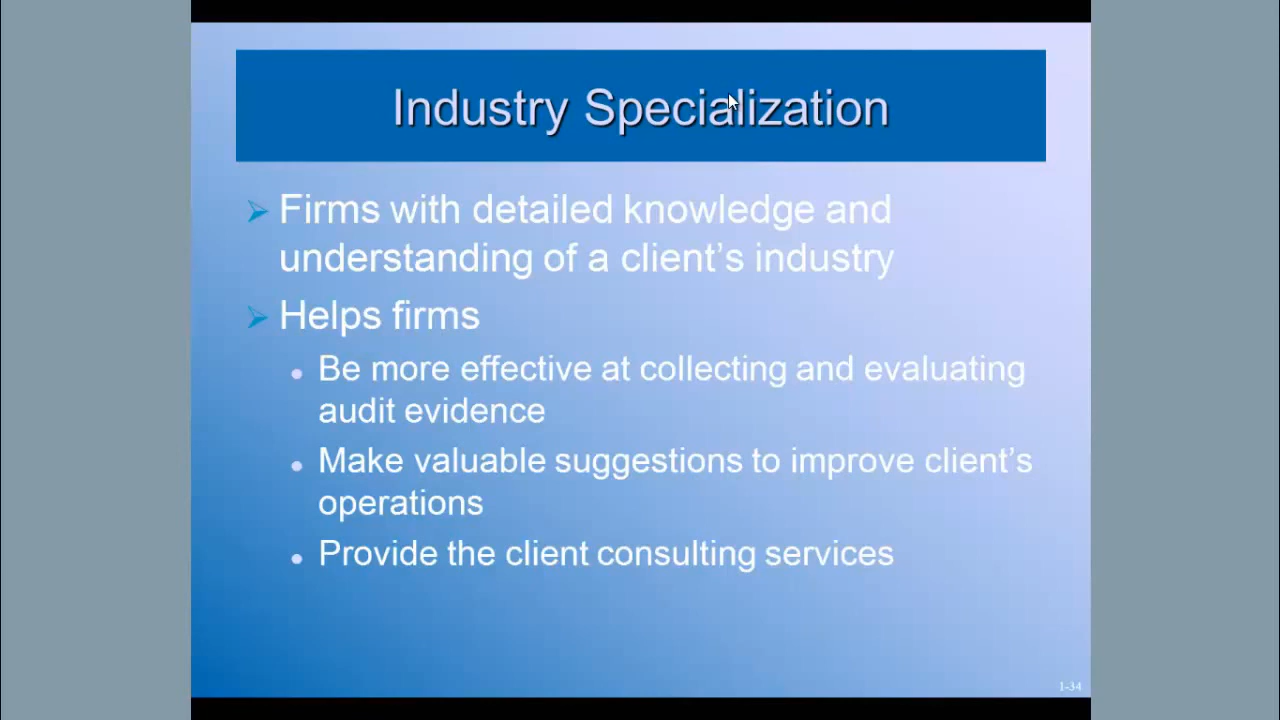 Industry Specialization
Firms with detailed knowledge and
understanding of a client's industry
Helps firms
Be more effective at collecting and evaluating
audit evidence
Make valuable suggestions to improve client's
operations
Provide the client consulting services
1-34